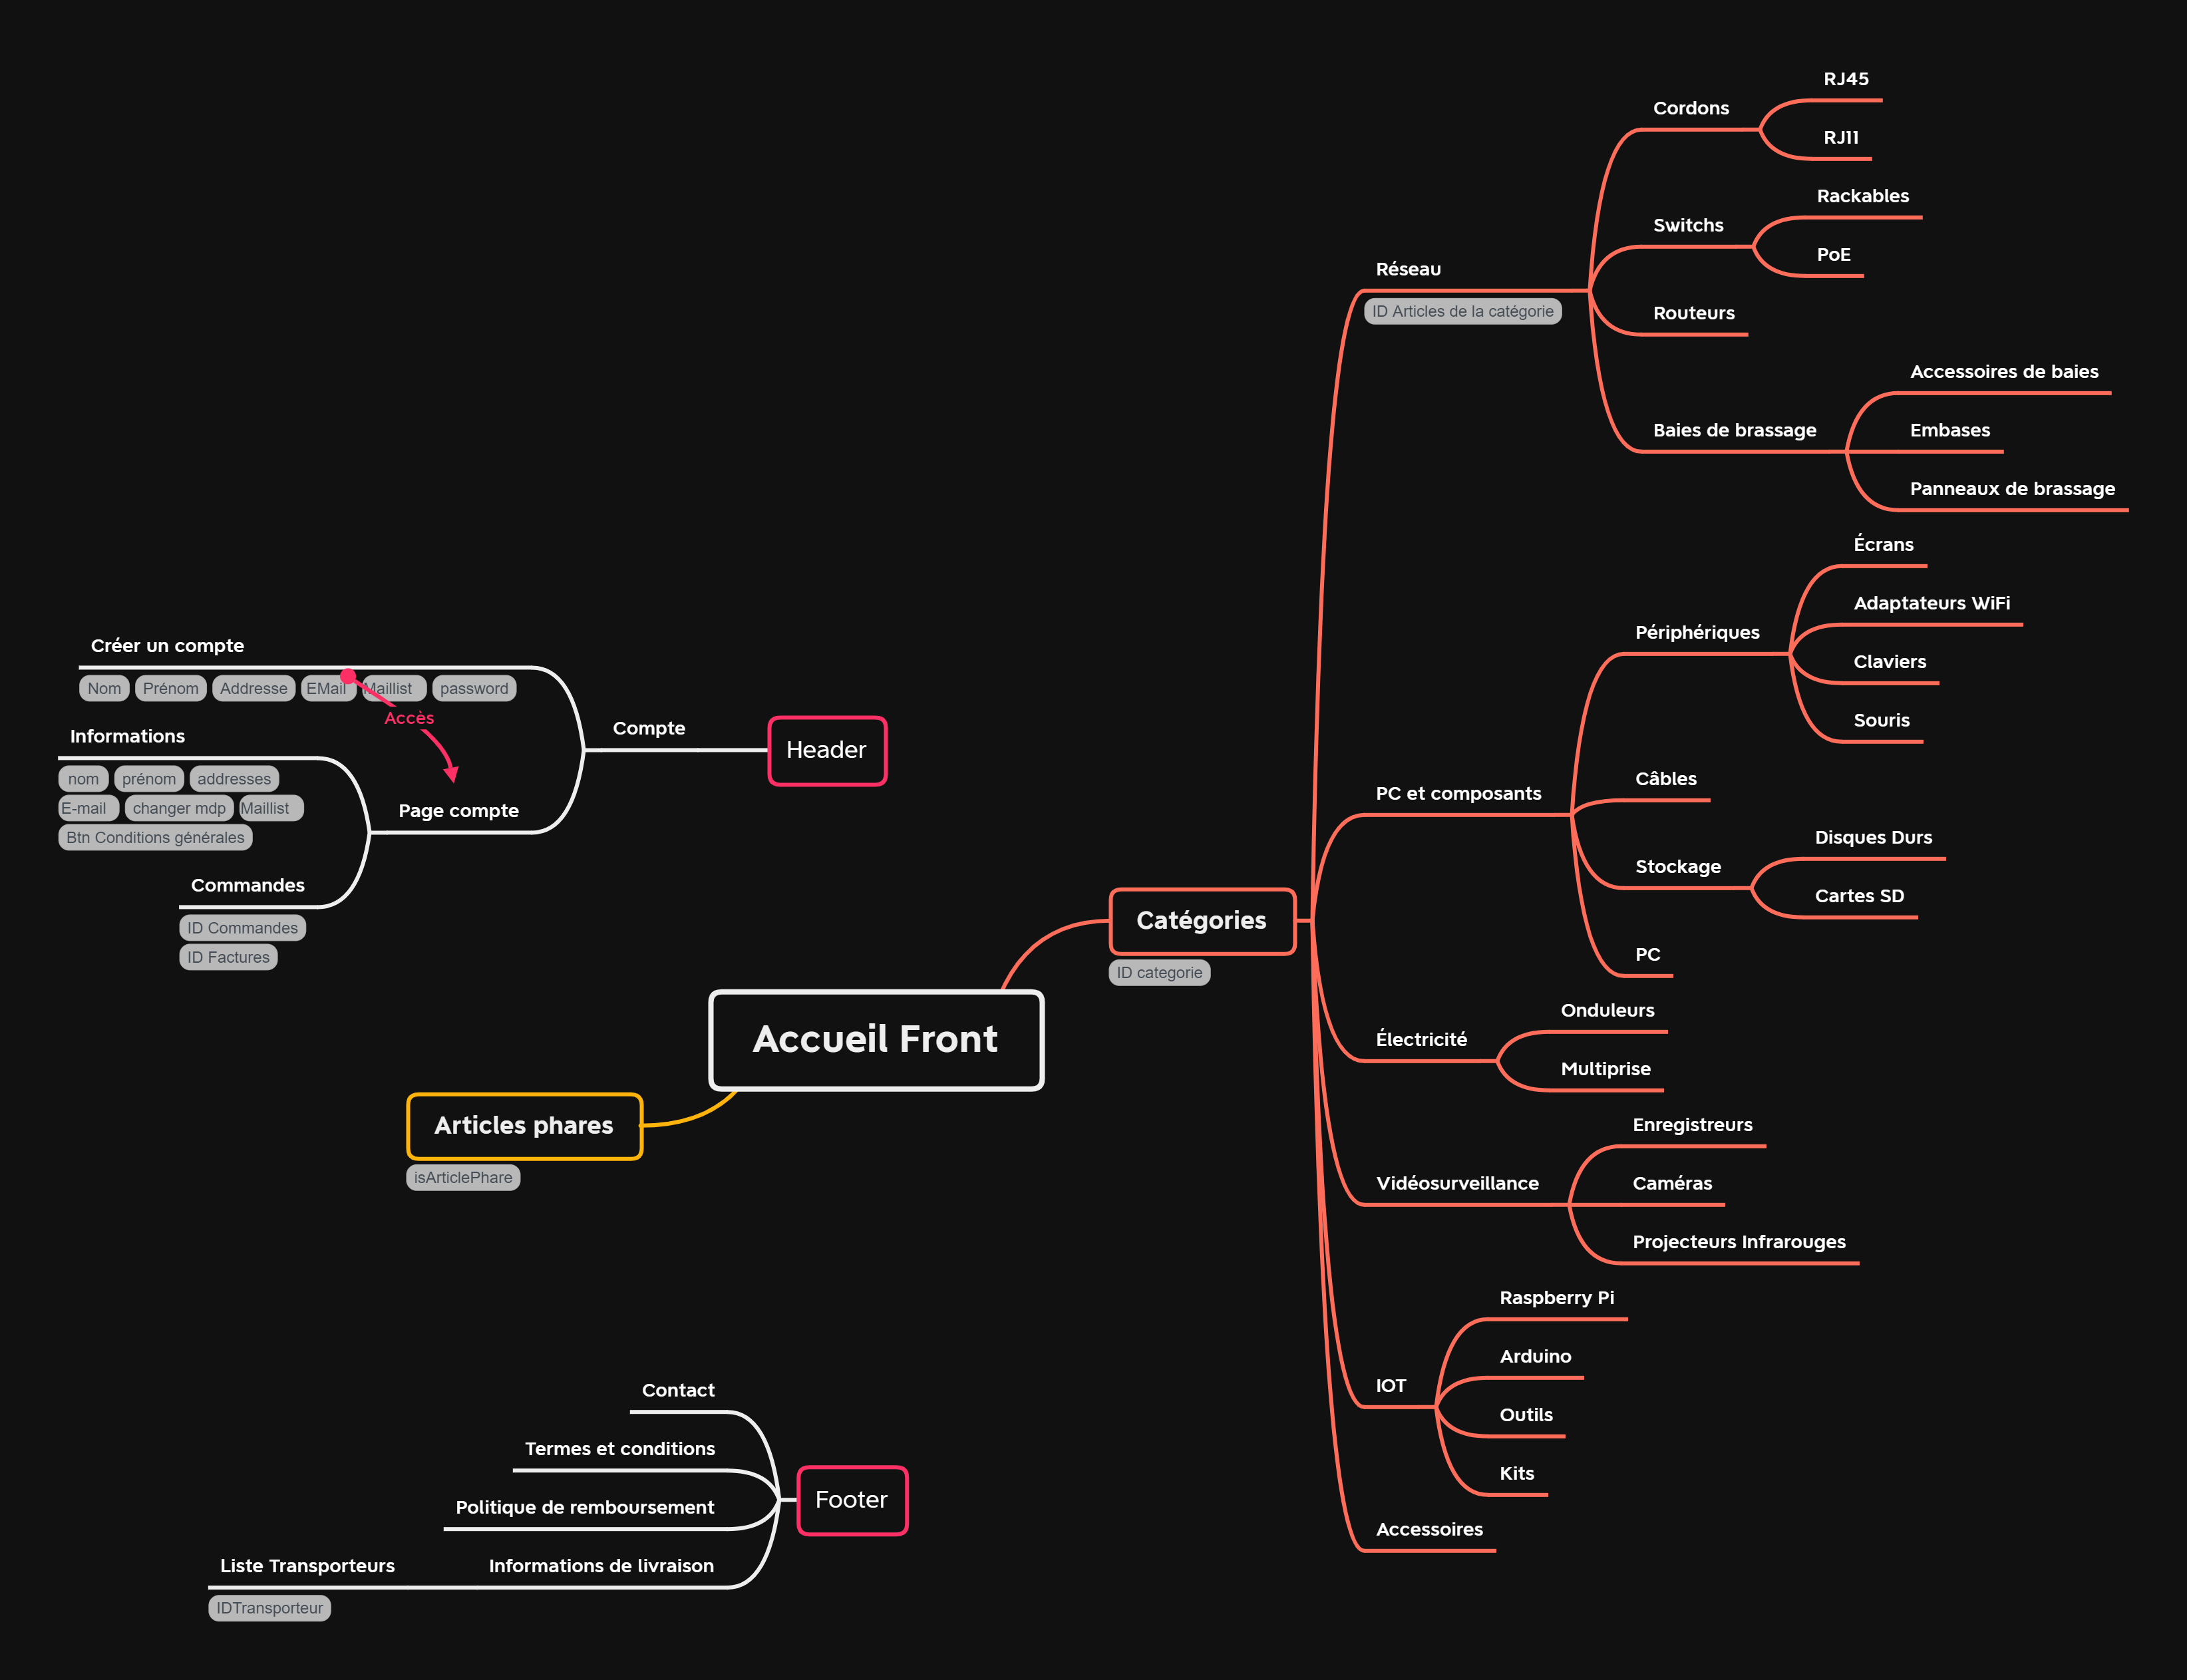 Accueil Front
Catégories
ID categorie
Réseau
ID Articles de la catégorie
Cordons
RJ45
RJ11
Switchs
Rackables
PoE
Routeurs
Baies de brassage
Accessoires de baies
Embases
Panneaux de brassage
PC et composants
Périphériques
Écrans
Adaptateurs WiFi
Claviers
Souris
Câbles
Stockage
Disques Durs
Cartes SD
PC
Électricité
Onduleurs
Multiprise
Vidéosurveillance
Enregistreurs
Caméras
Projecteurs Infrarouges
IOT
Raspberry Pi
Arduino
Outils
Kits
Accessoires
Articles phares
isArticlePhare
Header
Compte
Créer un compte
Nom Prénom Addresse EMail Maillist password
Accès
Page compte
Informations
nom prénom addresses
E-mail changer mdp Maillist
Btn Conditions générales
Commandes
ID Commandes
ID Factures
Footer
Contact
Termes et conditions
Politique de remboursement
Informations de livraison
Liste Transporteurs
IDTransporteur